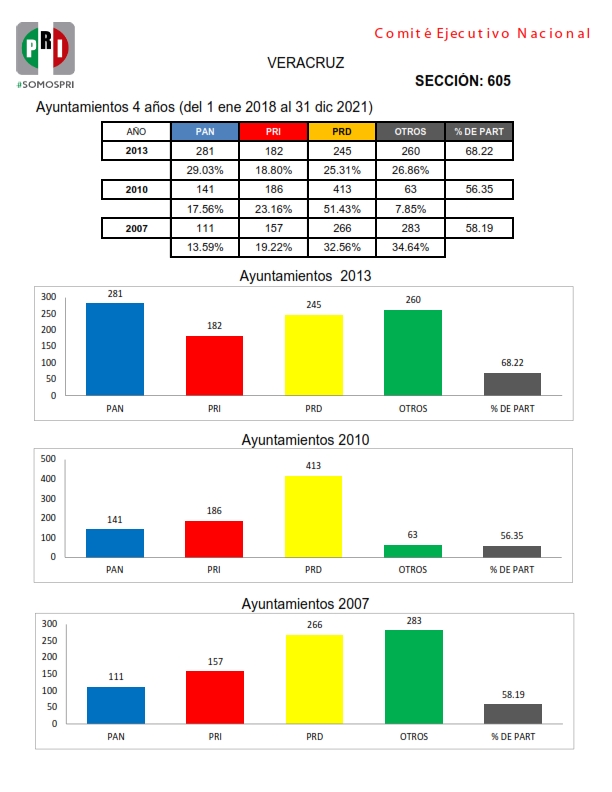 Comité Ejecutivo Nacional
PRI
#SOMOSPRI
VERACRUZ
SECCIÓN: 605
Ayuntamientos 4 años (del 1 ene 2018 al 31 dic 2021)
AÑO PAN PRI PRD OTROS % DE PART
2013 281 182 245 260 68.22
29.03% 18.80% 25.31% 26.86%
2010 141 186 413 63 56.35
17.56% 23.16% 51.43% 7.85%
2007 111 157 266 283 58.19
13.59% 19.22% 32.56% 34.64%
Ayuntamientos 2013
300
250
200
150
100
50
0
281
182
245
260
68.22
PAN PRI PRD OTROS % DE PART
Ayuntamientos 2010
500
400
300
200
100
0
141
186
413
63
56.35
PAN PRI PRD OTROS % DE PART
Ayuntamientos 2007
300
250
200
150
100
50
0
111
157
266
283
58.19
PAN PRI PRD OTROS % DE PART